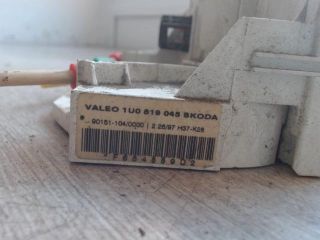 VALEO 1U0 819 045 SKODA
90151-104/0000 | 2 26/97 H37-K28